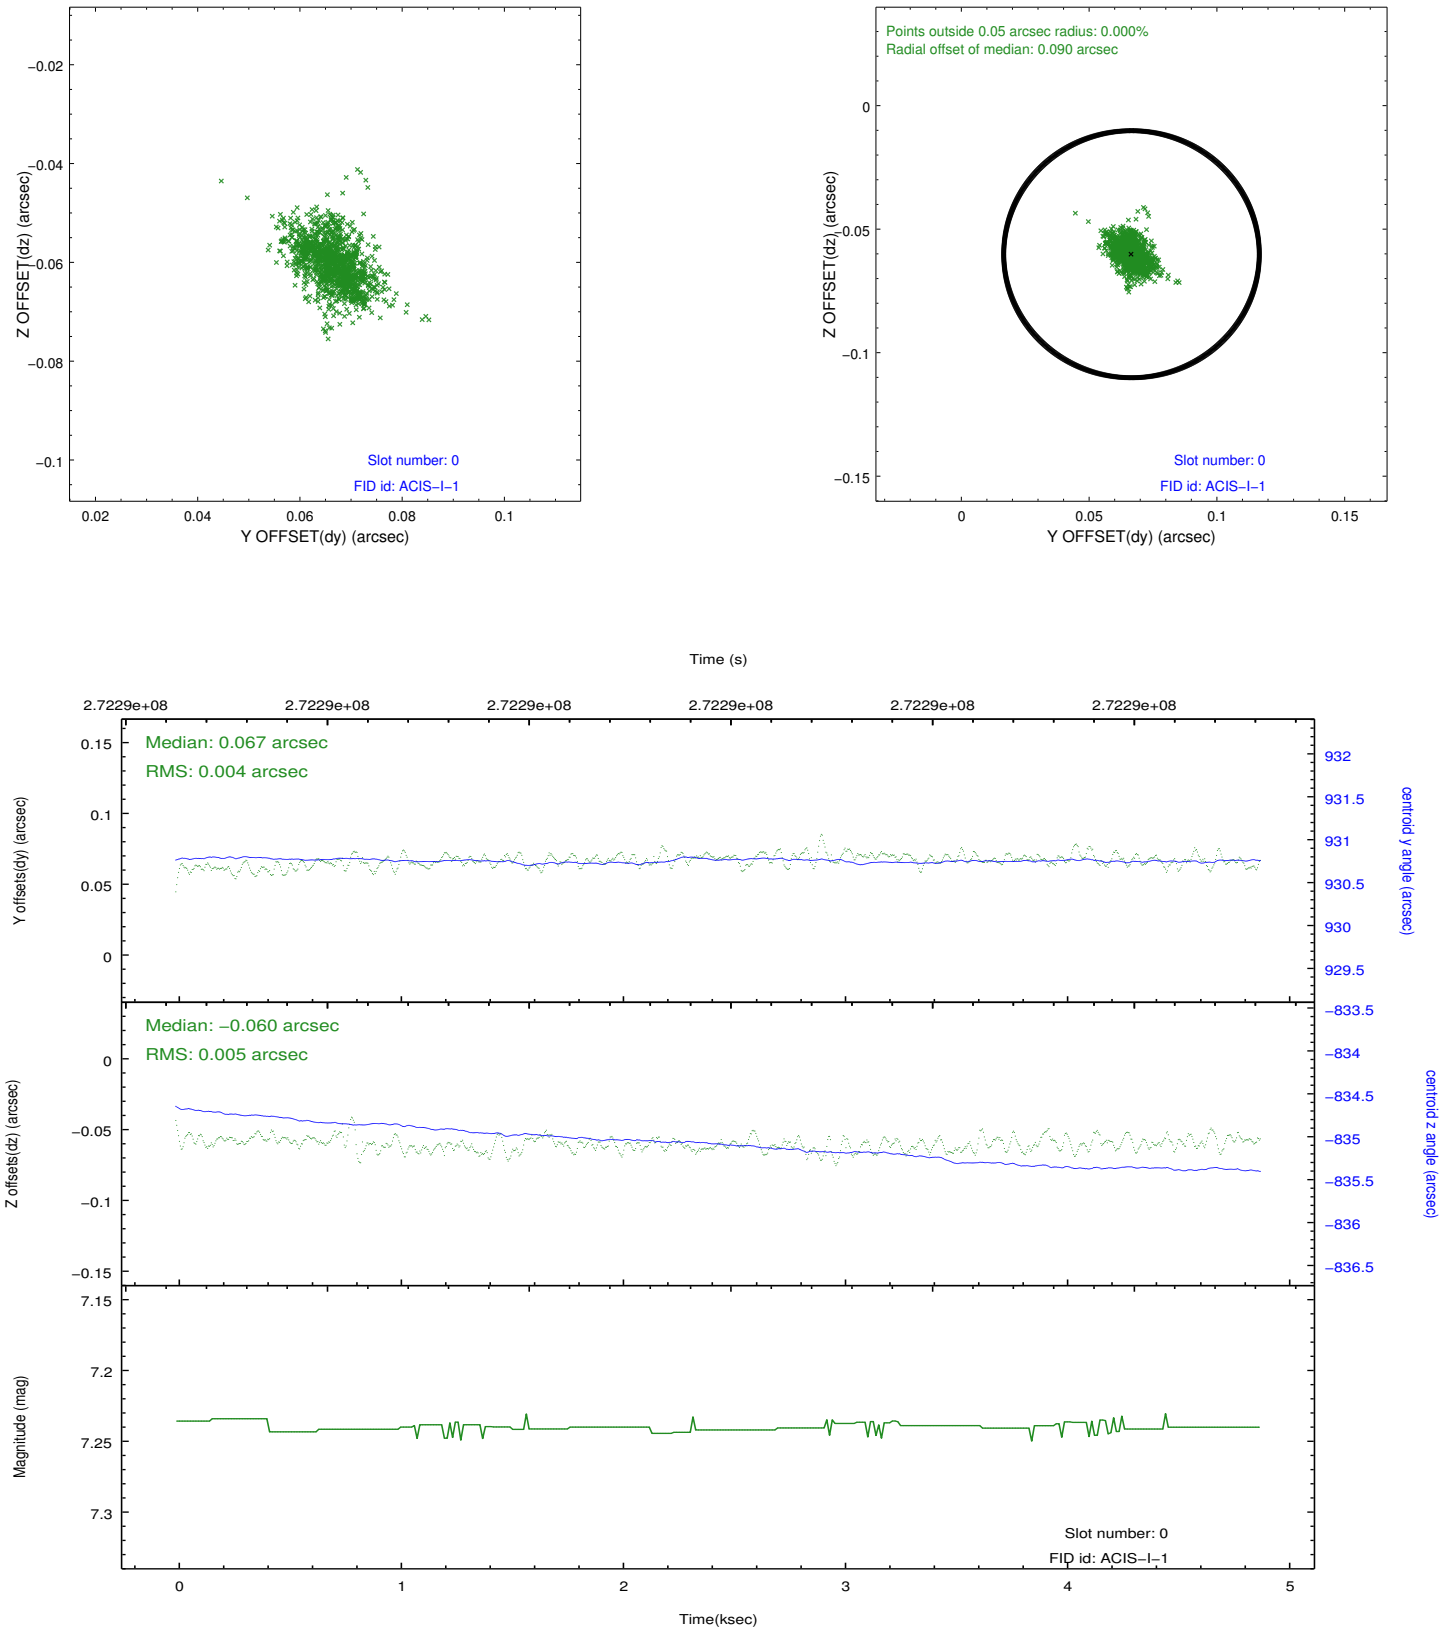 −0.02
−0.04
−0.06
−0.08
−0.1
Z OFFSET(dz) (arcsec)
Slot number: 0
FID id: ACIS−I−1
0.02
0.04
0.06
0.08
0.1
Y OFFSET(dy) (arcsec)
Points outside 0.05 arcsec radius: 0.000%
Radial offset of median: 0.090 arcsec
0
−0.05
−0.1
−0.15
Z OFFSET(dz) (arcsec)
Slot number: 0
FID id: ACIS−I−1
0
0.05
0.1
0.15
Y OFFSET(dy) (arcsec)
Time (s)
2.7229e+08
2.7229e+08
2.7229e+08
2.7229e+08
2.7229e+08
2.7229e+08
Median: 0.067 arcsec
RMS: 0.004 arcsec
0.15
0.1
0.05
0
Y offsets(dy) (arcsec)
932
931.5
931
930.5
930
929.5
centroid y angle (arcsec)
Median: −0.060 arcsec
RMS: 0.005 arcsec
0
−0.05
−0.1
−0.15
Z offsets(dz) (arcsec)
−833.5
−834
−834.5
−835
−835.5
−836
−836.5
centroid z angle (arcsec)
7.15
7.2
7.25
7.3
Magnitude (mag)
Slot number: 0
FID id: ACIS−I−1
0
1
2
3
4
5
Time(ksec)